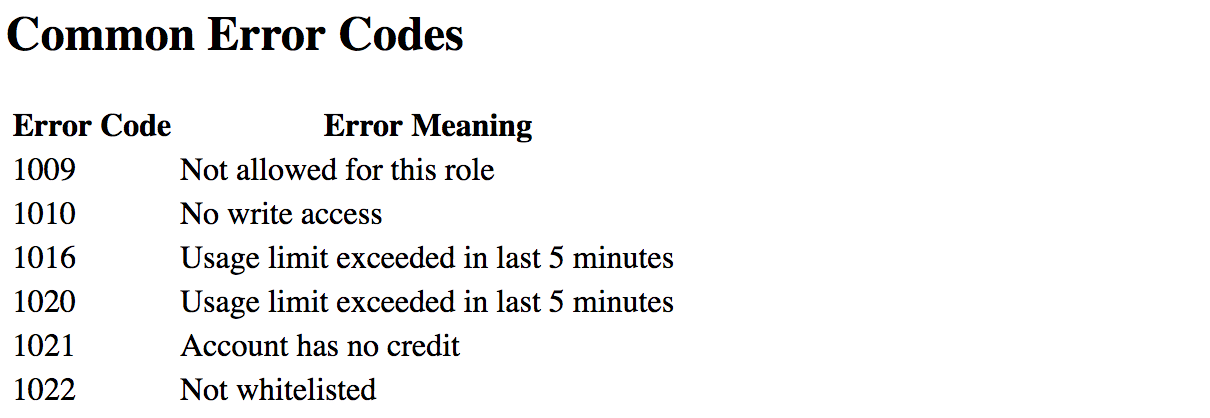 Common Error Codes
Error Code Error Meaning
1009 Not allowed for this role
1010 No write access
1016 Usage limit exceeded in last 5 minutes
1020 Usage limit exceeded in last 5 minutes
1021 Account has no credit
1022 Not whitelisted